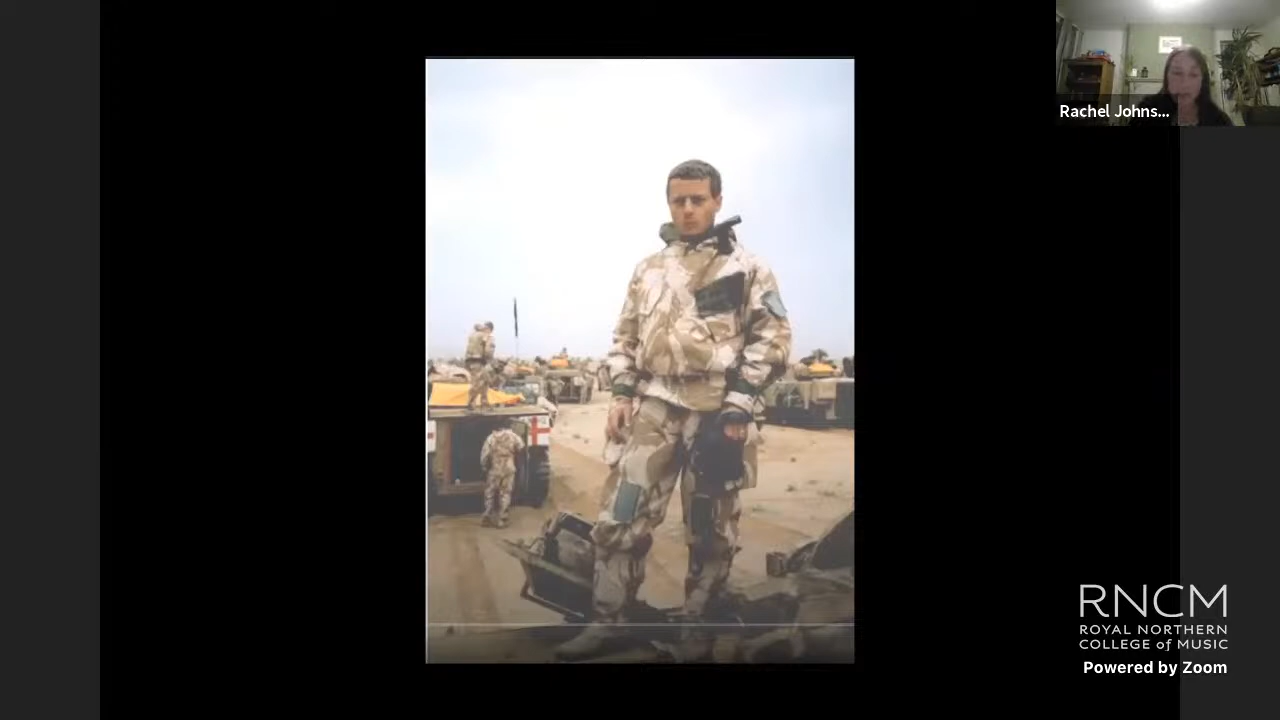 Rachel Johns...
RNCM
ROYAL NORTHERN
COLLEGE of MUSIC
Powered by Zoom